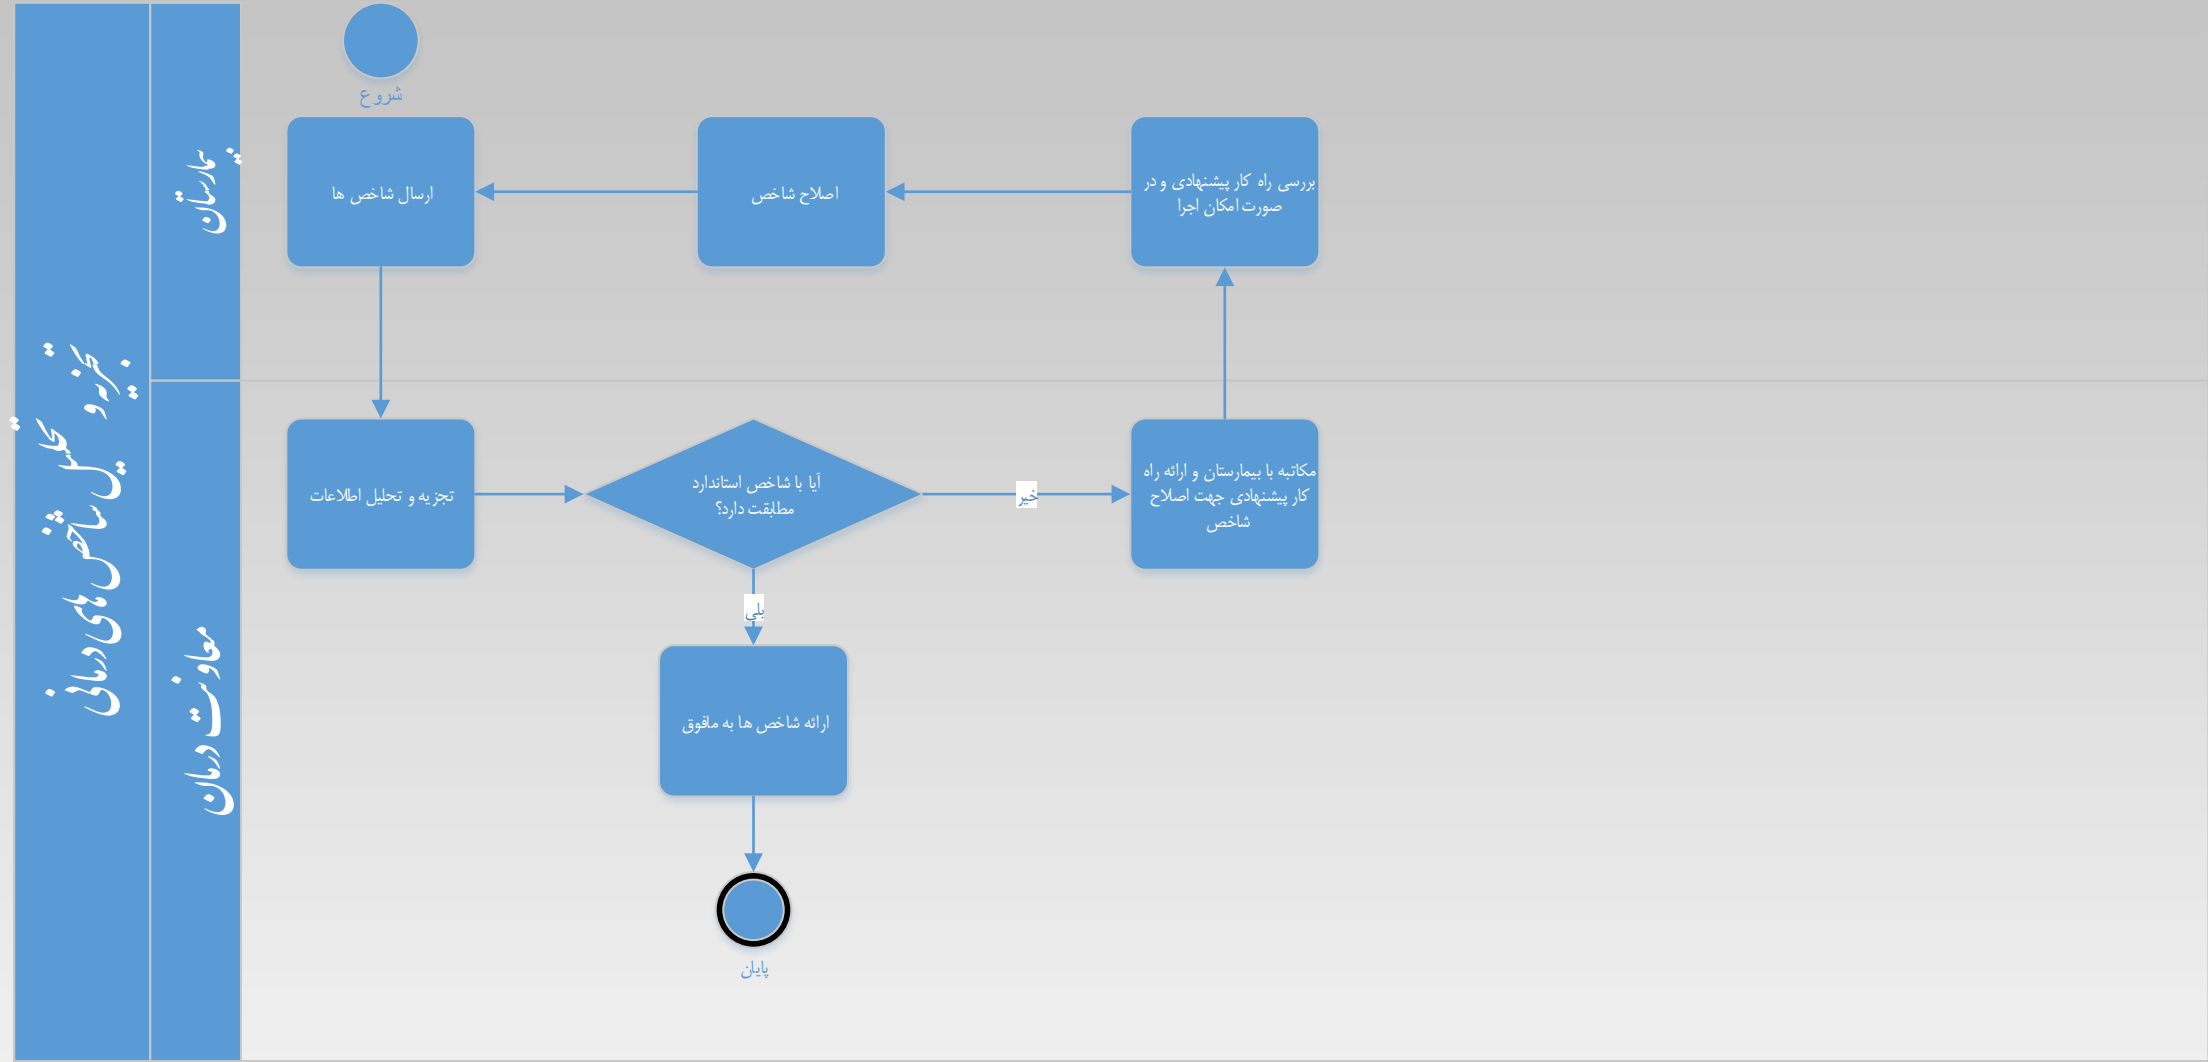 تجزیه و تحلیل شاخص های درمانی
بیمارستان
معاونت درمان
شروع
ارسال شاخص ها
اصلاح شاخص
بررسی راه کار پیشنهادی و در
صورت امکان اجرا
تجزیه و تحلیل اطلاعات
آیا با شاخص استاندارد
مطابقت دارد؟
خیر
مکاتبه با بیمارستان و ارائه راه
کار پیشنهادی جهت اصلاح
شاخص
بلی
ارائه شاخص ها به مافوق
پایان